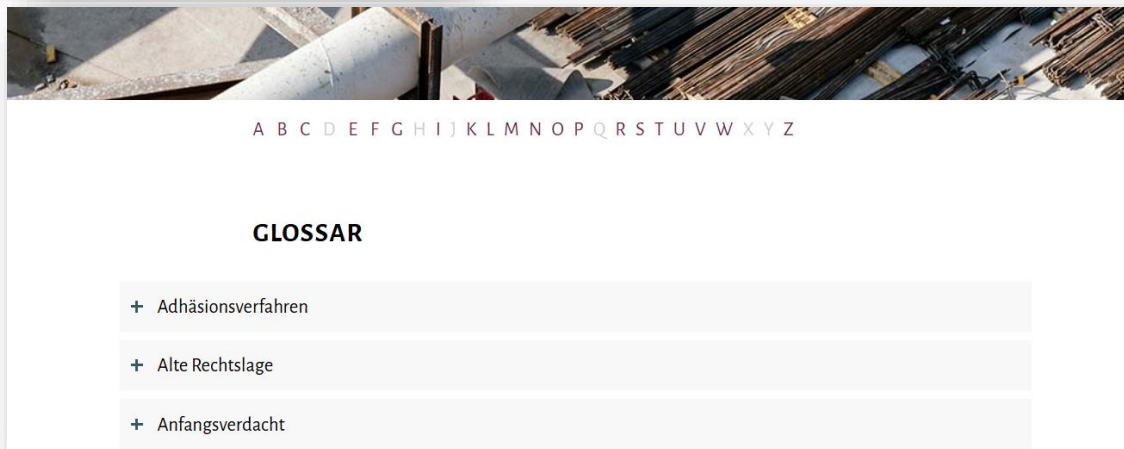 A B C D E F G H I J K L M N O P Q R S T U V W X Y Z
GLOSSAR
+ Adhäsionsverfahren
+ Alte Rechtslage
+ Anfangsverdacht